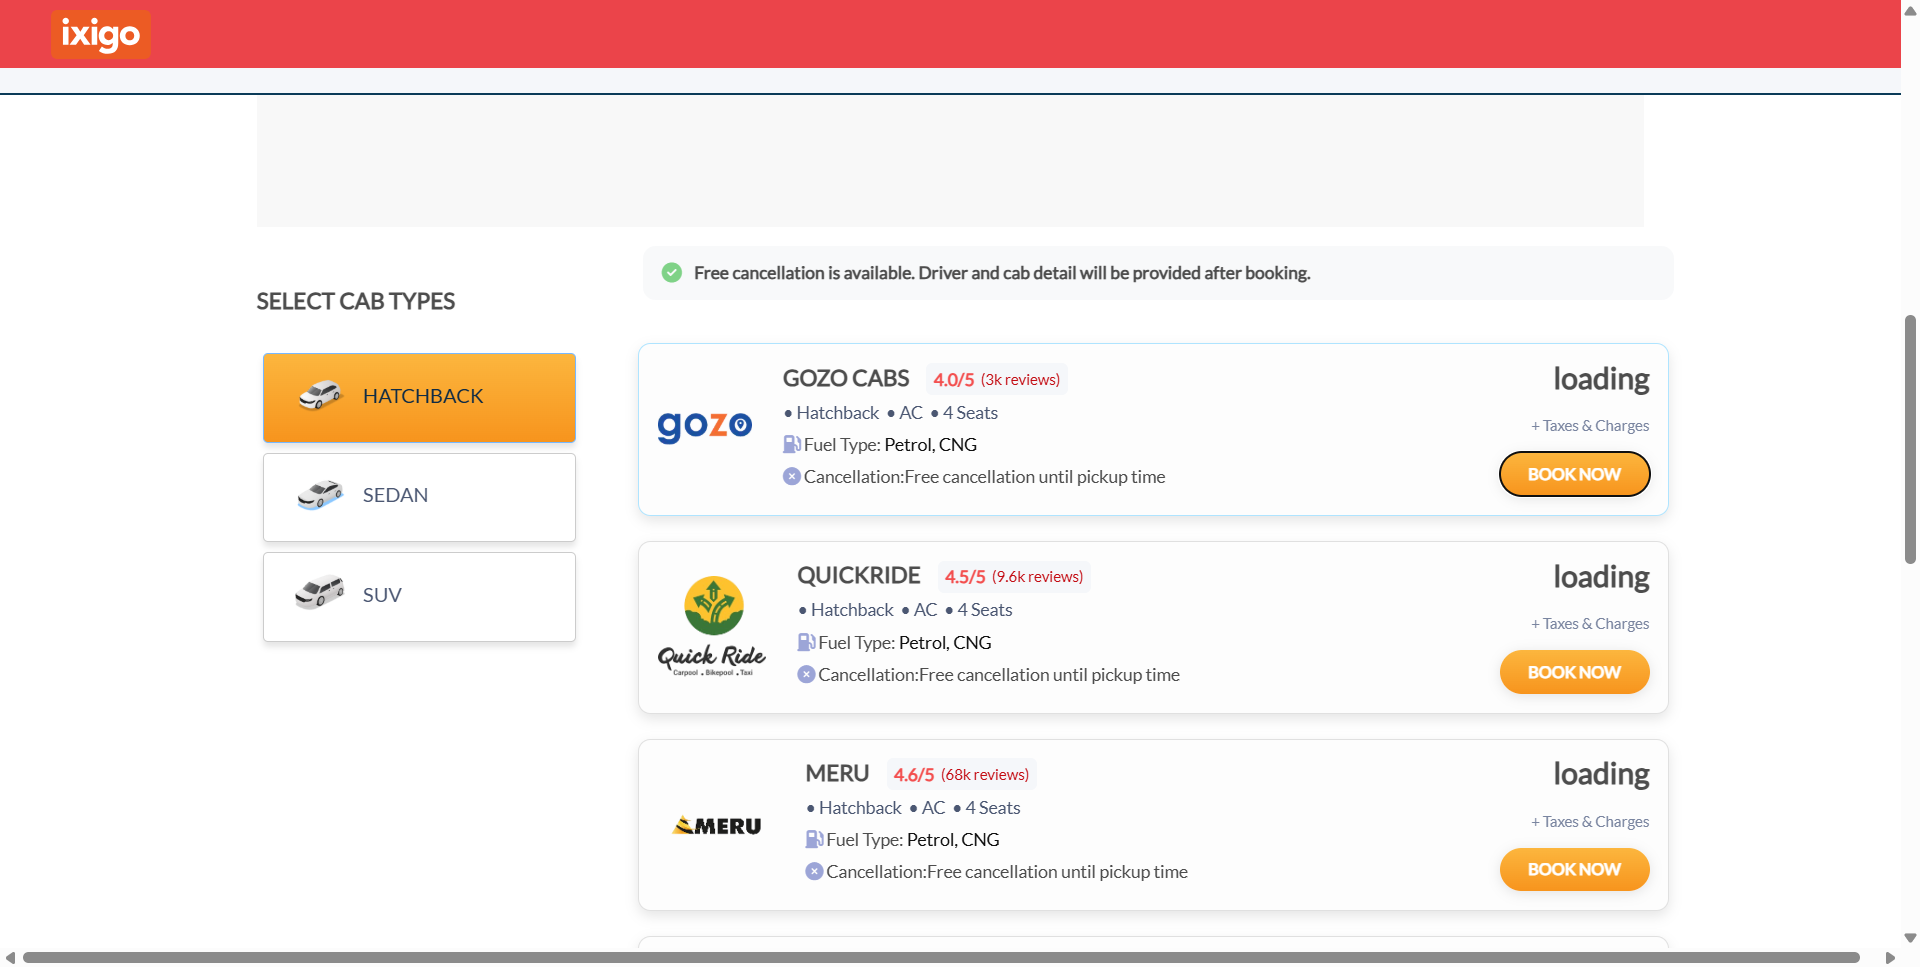 ixigo
Free cancellation is available. Driver and cab detail will be provided after booking.
SELECT CAB TYPES
HATCHBACK
SEDAN
SUV
gozo
GOZO CABS 4.0/5 (3k reviews)
• Hatchback • AC • 4 Seats
Fuel Type: Petrol, CNG
Cancellation:Free cancellation until pickup time
loading
+ Taxes & Charges
BOOK NOW
Quick Ride
Carpool • Bikepool • Taxi
QUICKRIDE 4.5/5 (9.6k reviews)
• Hatchback • AC • 4 Seats
Fuel Type: Petrol, CNG
Cancellation:Free cancellation until pickup time
loading
+ Taxes & Charges
BOOK NOW
MERU
MERU 4.6/5 (68k reviews)
• Hatchback • AC • 4 Seats
Fuel Type: Petrol, CNG
Cancellation:Free cancellation until pickup time
loading
+ Taxes & Charges
BOOK NOW